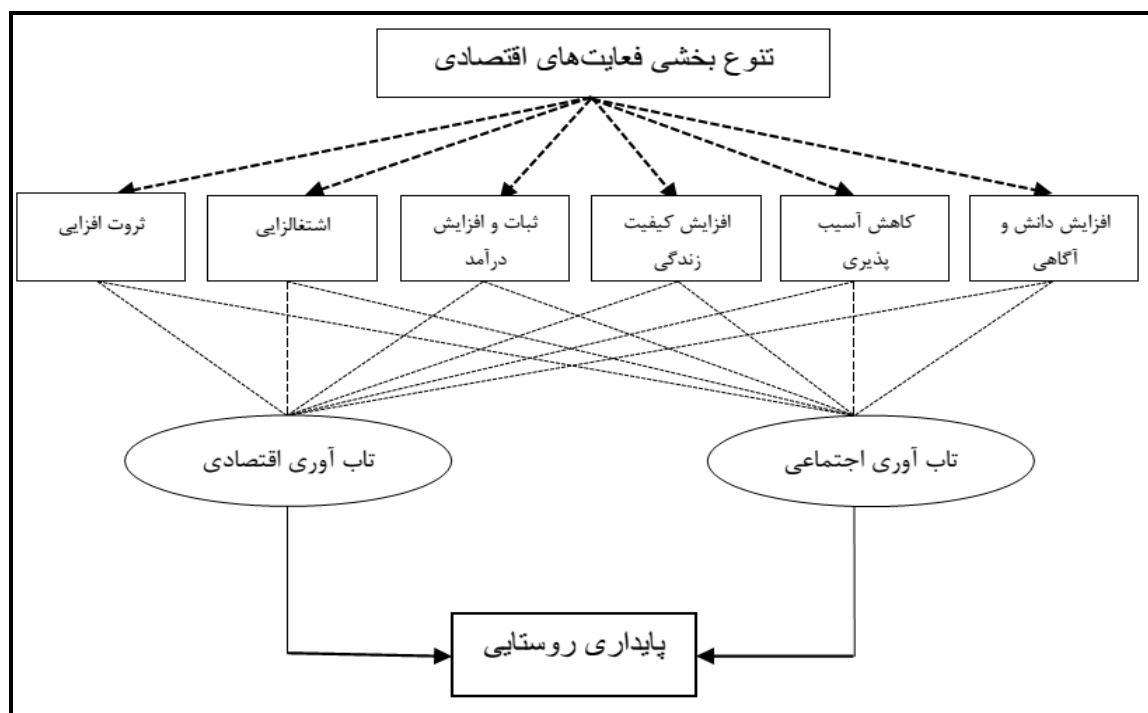 تنوع بخشی فعایت‌های اقتصادی
افزایش دانش و
آگاهی
کاهش آسیب
پذیری
افزایش کیفیت
زندگی
ثبات و افزایش
درآمد
اشتغالزایی
ثروت افزایی
تاب آوری اجتماعی
تاب آوری اقتصادی
پایداری روستایی